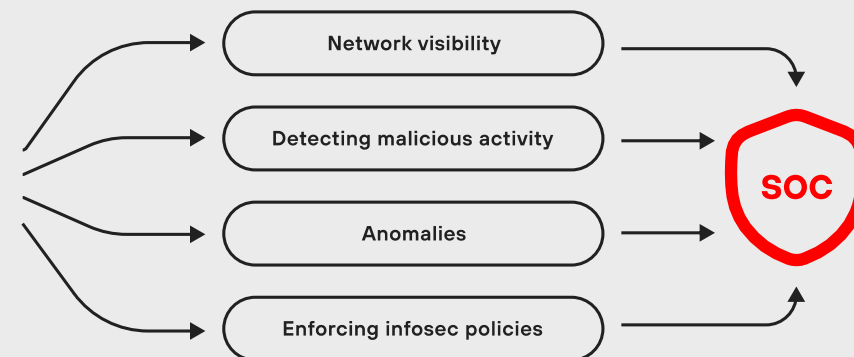 Network visibility
Detecting malicious activity
SOC
Anomalies
Enforcing infosec policies